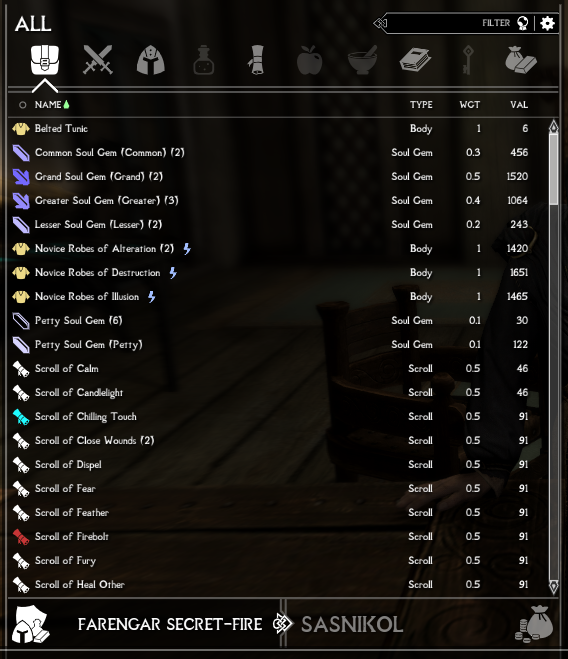 ALL
FILTER
NAME TYPE WGT VAL
Belted Tunic Body 1 6
Common Soul Gem (Common) (2) Soul Gem 0.3 456
Grand Soul Gem (Grand) (2) Soul Gem 0.5 1520
Greater Soul Gem (Greater) (3) Soul Gem 0.4 1064
Lesser Soul Gem (Lesser) (2) Soul Gem 0.2 243
Novice Robes of Alteration (2) Body 1 1420
Novice Robes of Destruction Body 1 1651
Novice Robes of Illusion Body 1 1465
Petty Soul Gem (6) Soul Gem 0.1 30
Petty Soul Gem (Petty) Soul Gem 0.1 122
Scroll of Calm Scroll 0.5 46
Scroll of Candlelight Scroll 0.5 46
Scroll of Chilling Touch Scroll 0.5 91
Scroll of Close Wounds (2) Scroll 0.5 91
Scroll of Dispel Scroll 0.5 91
Scroll of Fear Scroll 0.5 91
Scroll of Feather Scroll 0.5 91
Scroll of Firebolt Scroll 0.5 91
Scroll of Fury Scroll 0.5 91
Scroll of Heal Other Scroll 0.5 91
FARENGAR SECRET-FIRE SASNIKOL